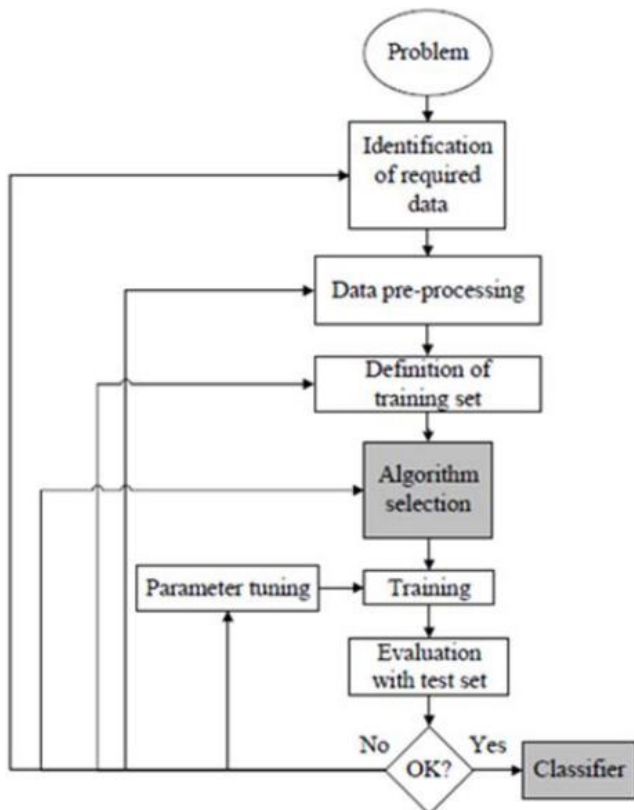 Problem
Identification
of required
data
Data pre-processing
Definition of
training set
Algorithm
selection
Parameter tuning
Training
Evaluation
with test set
No
OK?
Yes
Classifier